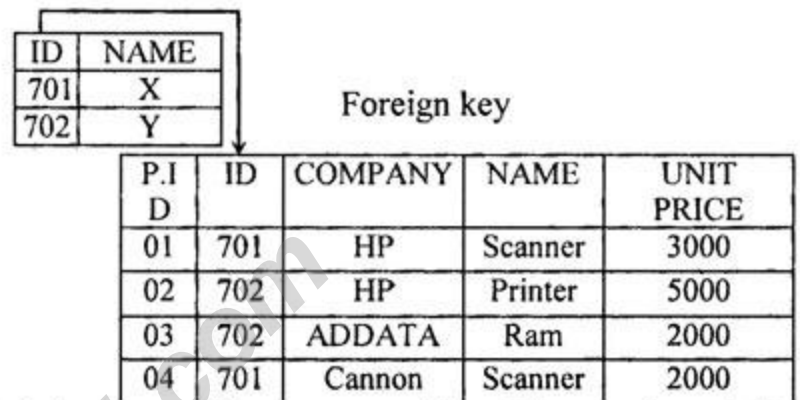 ID NAME
701 X
702 Y
Foreign key
P.I ID COMPANY NAME UNIT
D PRICE
01 701 HP Scanner 3000
02 702 HP Printer 5000
03 702 ADDATA Ram 2000
04 701 Cannon Scanner 2000
.com